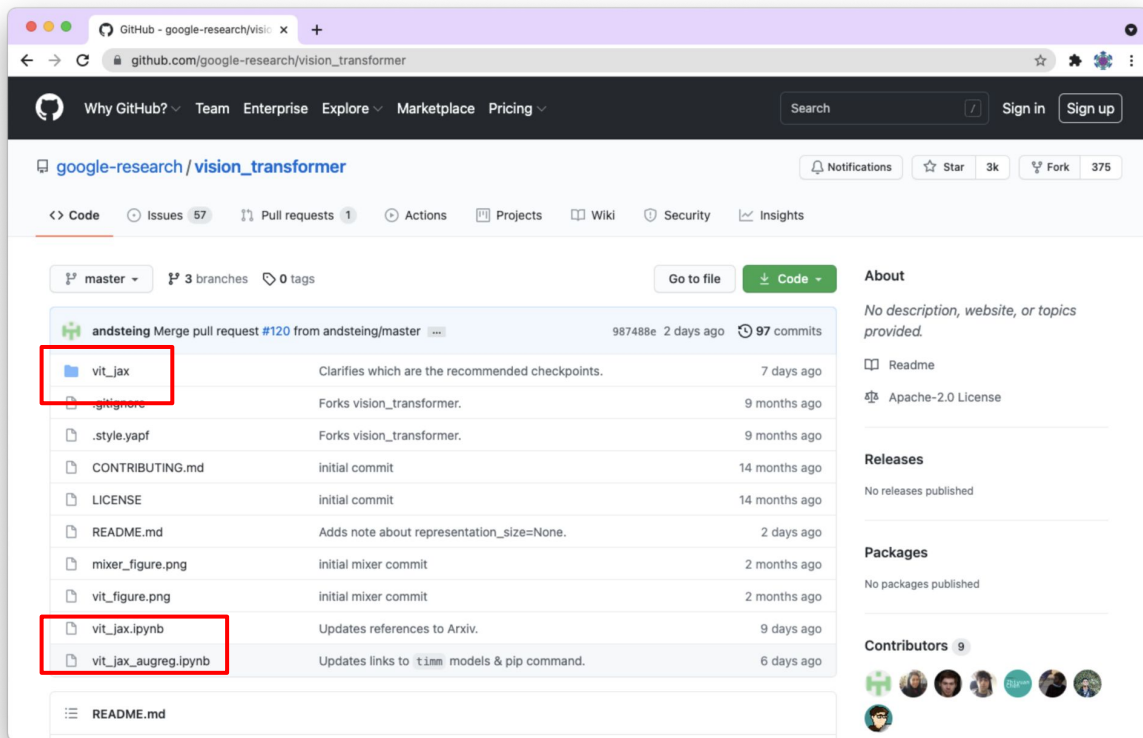 GitHub - google-research/visio
github.com/google-research/vision_transformer
Why GitHub? Team Enterprise Explore Marketplace Pricing Search / Sign in Sign up
google-research / vision_transformer Notifications Star 3k Fork 375
<> Code Issues 57 Pull requests 1 Actions Projects Wiki Security Insights
master 3 branches 0 tags Go to file Code
andsteing Merge pull request #120 from andsteing/master ... 987488e 2 days ago 97 commits
vit_jax Clarifies which are the recommended checkpoints. 7 days ago
.gitignore Forks vision_transformer. 9 months ago
.style.yapf Forks vision_transformer. 9 months ago
CONTRIBUTING.md initial commit 14 months ago
LICENSE initial commit 14 months ago
README.md Adds note about representation_size=None. 2 days ago
mixer_figure.png initial mixer commit 2 months ago
vit_figure.png initial mixer commit 2 months ago
vit_jax.ipynb Updates references to Arxiv. 9 days ago
vit_jax_augreg.ipynb Updates links to timm models & pip command. 6 days ago
README.md
About
No description, website, or topics
provided.
Readme
Apache-2.0 License
Releases
No releases published
Packages
No packages published
Contributors 9